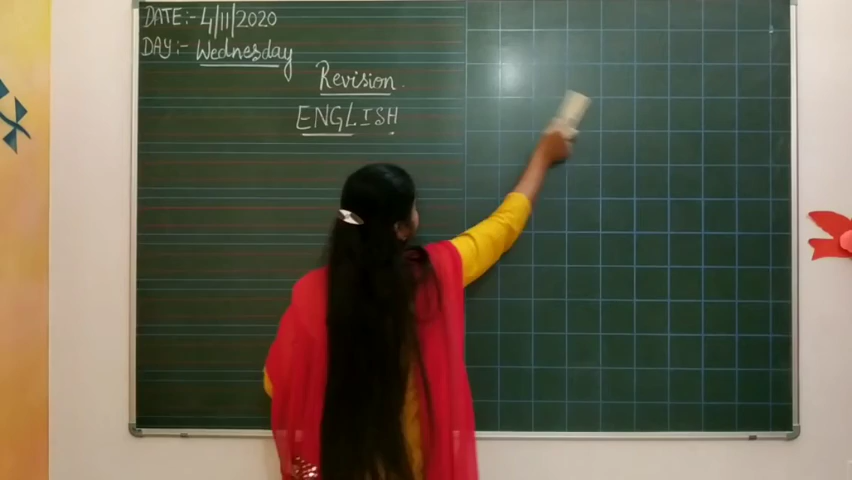 DATE:- 4/11/2020
DAY:- Wednesday
Revision.
ENGLISH